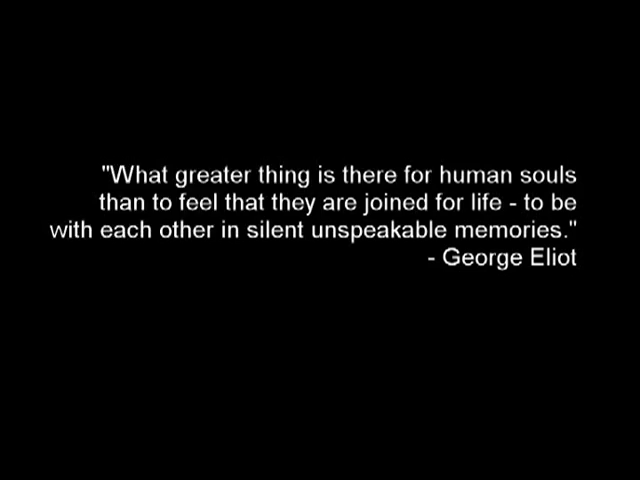 "What greater thing is there for human souls
than to feel that they are joined for life - to be
with each other in silent unspeakable memories."
- George Eliot